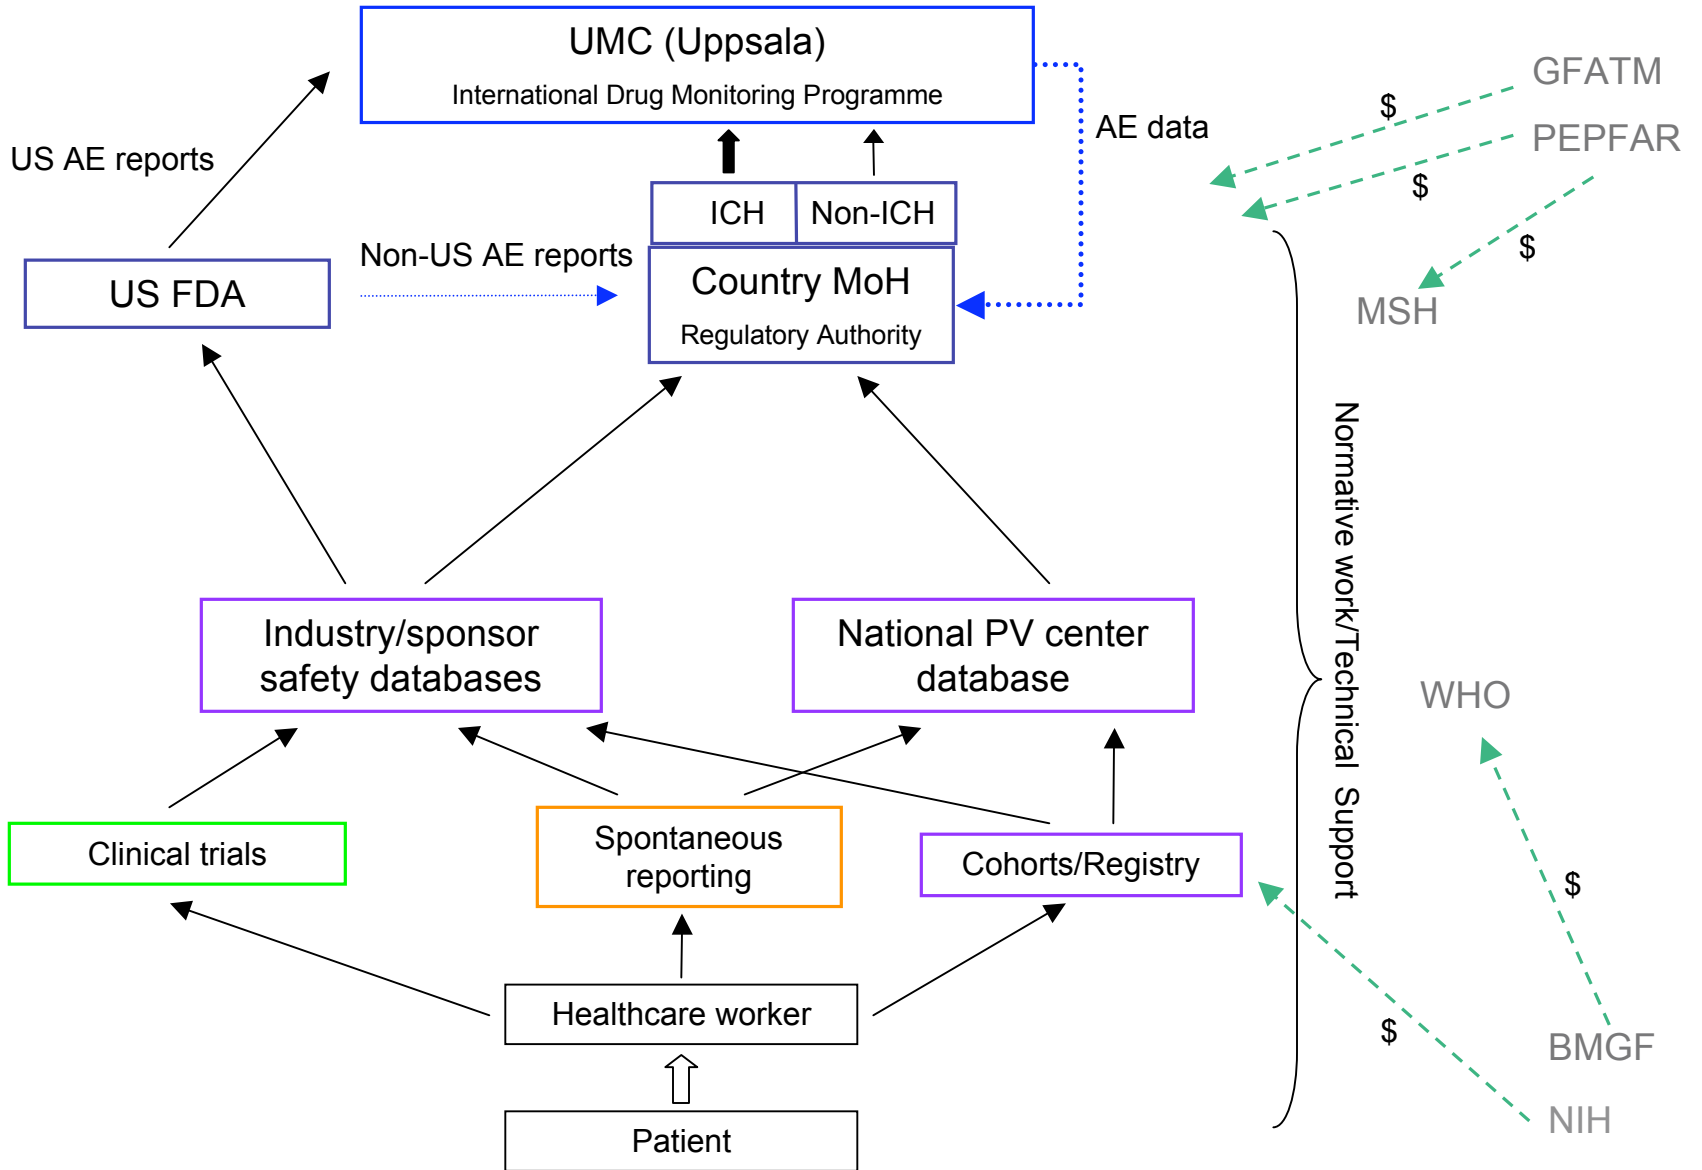 UMC (Uppsala)
International Drug Monitoring Programme
GFATM
$
PEPFAR
AE data
US AE reports
$
ICH
Non-ICH
$
Non-US AE reports
US FDA
Country MoH
Regulatory Authority
MSH
Normative work/Technical Support
Industry/sponsor
safety databases
National PV center
database
WHO
Clinical trials
Spontaneous
reporting
Cohorts/Registry
$
Healthcare worker
$
BMGF
NIH
Patient